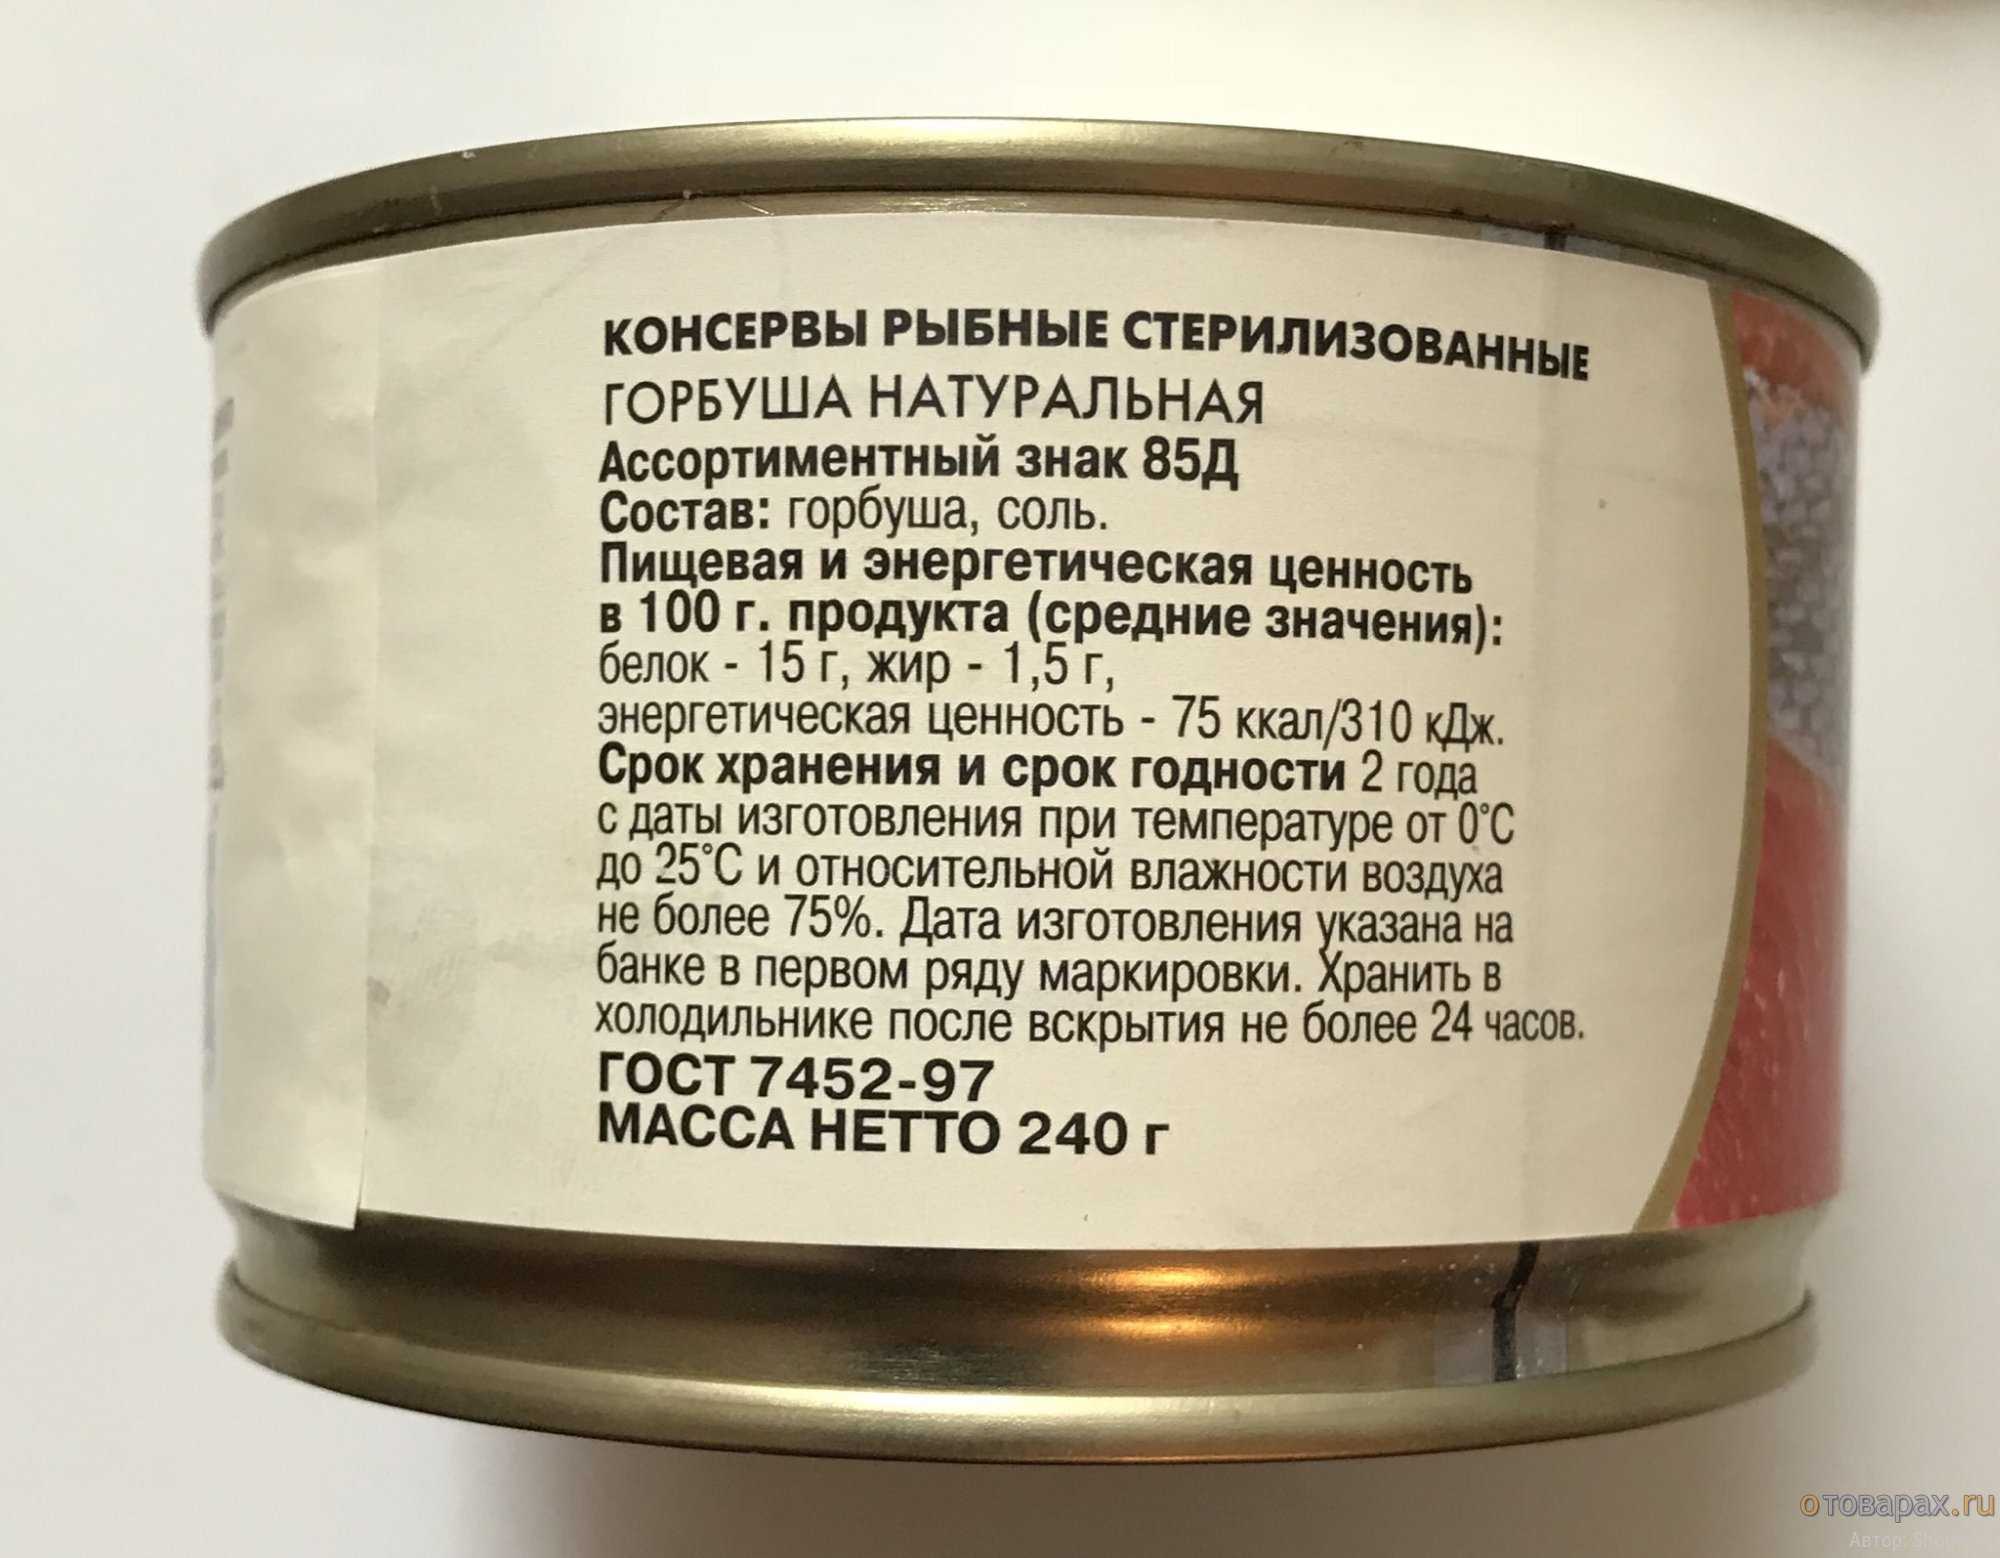 КОНСЕРВЫ РЫБНЫЕ СТЕРИЛИЗОВАННЫЕ
ГОРБУША НАТУРАЛЬНАЯ
Ассортиментный знак 85Д
Состав: горбуша, соль.
Пищевая и энергетическая ценность
в 100 г. продукта (средние значения):
белок - 15 г, жир - 1,5 г,
энергетическая ценность - 75 ккал/310 кДж.
Срок хранения и срок годности 2 года
с даты изготовления при температуре от 0°С
до 25°С и относительной влажности воздуха
не более 75%. Дата изготовления указана на
банке в первом ряду маркировки. Хранить в
холодильнике после вскрытия не более 24 часов.
ГОСТ 7452-97
МАССА НЕТТО 240 г
отоварах.ru
Автор: